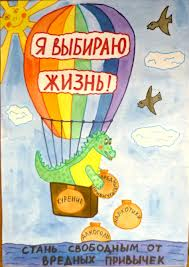 Я ВЫБИРАЮ
ЖИЗНЬ!
КУРЕНИЕ
НАРКОТИКИ
АЛКОГОЛЬ
СТАНЬ СВОБОДНЫМ ОТ
ВРЕДНЫХ ПРИВЫЧЕК